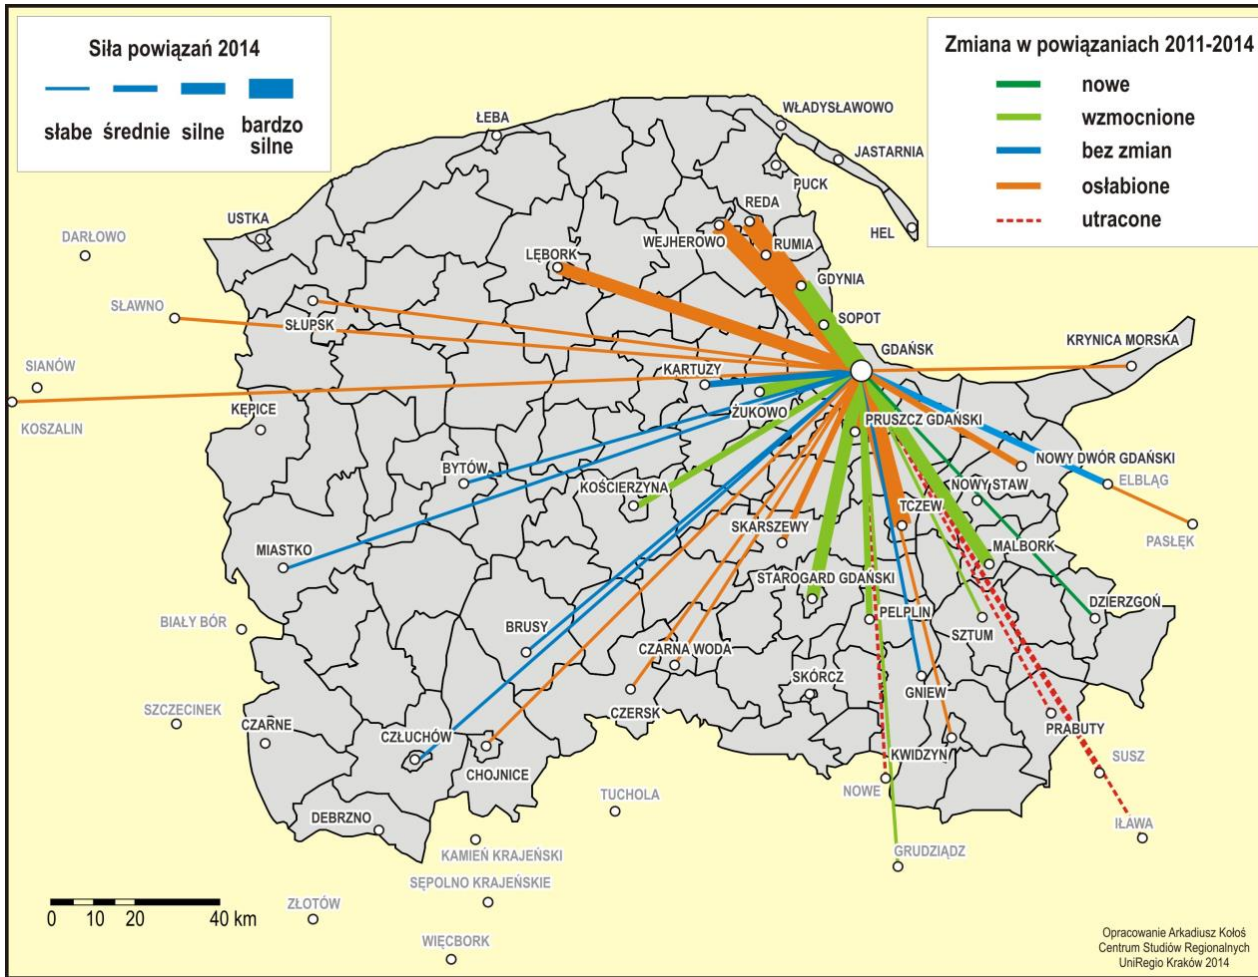 Siła powiązań 2014
słabe średnie silne bardzo
silne
Zmiana w powiązaniach 2011-2014
nowe
wzmocnione
bez zmian
osłabione
utracone
WŁADYSŁAWOWO
ŁEBA
JASTARNIA
PUCK
REDA
USTKA
HEL
DARŁOWO
WEJHEROWO
RUMIA
LĘBORK
GDYNIA
SŁAWNO
SOPOT
SŁUPSK
KRYNICA MORSKA
GDAŃSK
SIANÓW
KARTUZY
KĘPICE
ŻUKOWO
PRUSZCZ GDAŃSKI
KOSZALIN
NOWY DWÓR GDAŃSKI
BYTÓW
ELBLĄG
KOŚCIERZYNA
NOWY STAW
TCZEW
SKARSZEWY
PASŁĘK
MALBORK
MIASTKO
STAROGARD GDAŃSKI
DZIERZGOŃ
PELPLIN
BIAŁY BÓR
BRUSY
SZTUM
CZARNA WODA
SKÓRCZ
GNIEW
SZCZECINEK
CZERSK
CZARNE
PRABUTY
CZŁUCHÓW
KWIDZYN
SUSZ
CHOJNICE
NOWE
TUCHOLA
DEBRZNO
IŁAWA
KAMIEŃ KRAJEŃSKI
GRUDZIĄDZ
SĘPOLNO KRAJEŃSKIE
ZŁOTÓW
WIĘCBORK
0 10 20 40 km
Opracowanie Arkadiusz Kołoś
Centrum Studiów Regionalnych
UniRegio Kraków 2014